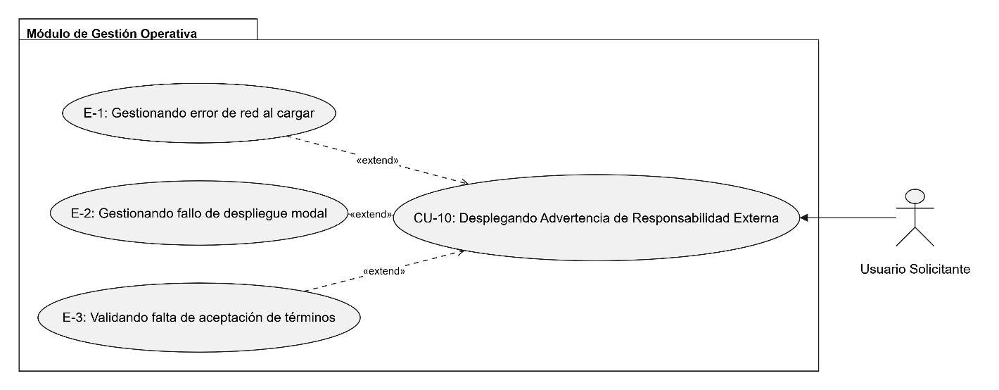 Módulo de Gestión Operativa
E-1: Gestionando error de red al cargar
«extend»
E-2: Gestionando fallo de despliegue modal
«extend»
CU-10: Desplegando Advertencia de Responsabilidad Externa
Usuario Solicitante
«extend»
E-3: Validando falta de aceptación de términos